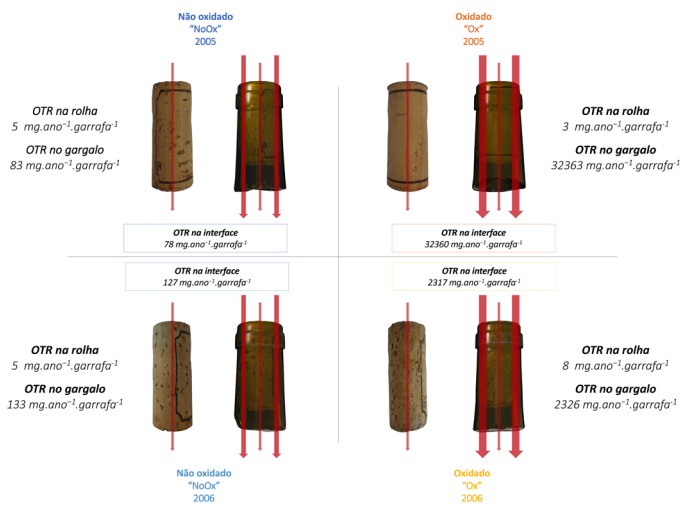 Não oxidado
“NoOx”
2005
Oxidado
“Ox”
2005
OTR na rolha
5 mg.ano⁻¹.garrafa⁻¹
OTR no gargalo
83 mg.ano⁻¹.garrafa⁻¹
OTR na rolha
3 mg.ano⁻¹.garrafa⁻¹
OTR no gargalo
32363 mg.ano⁻¹.garrafa⁻¹
OTR na interface
78 mg.ano⁻¹.garrafa⁻¹
OTR na interface
32360 mg.ano⁻¹.garrafa⁻¹
OTR na interface
127 mg.ano⁻¹.garrafa⁻¹
OTR na interface
2317 mg.ano⁻¹.garrafa⁻¹
OTR na rolha
5 mg.ano⁻¹.garrafa⁻¹
OTR no gargalo
133 mg.ano⁻¹.garrafa⁻¹
OTR na rolha
8 mg.ano⁻¹.garrafa⁻¹
OTR no gargalo
2326 mg.ano⁻¹.garrafa⁻¹
Não oxidado
“NoOx”
2006
Oxidado
“Ox”
2006